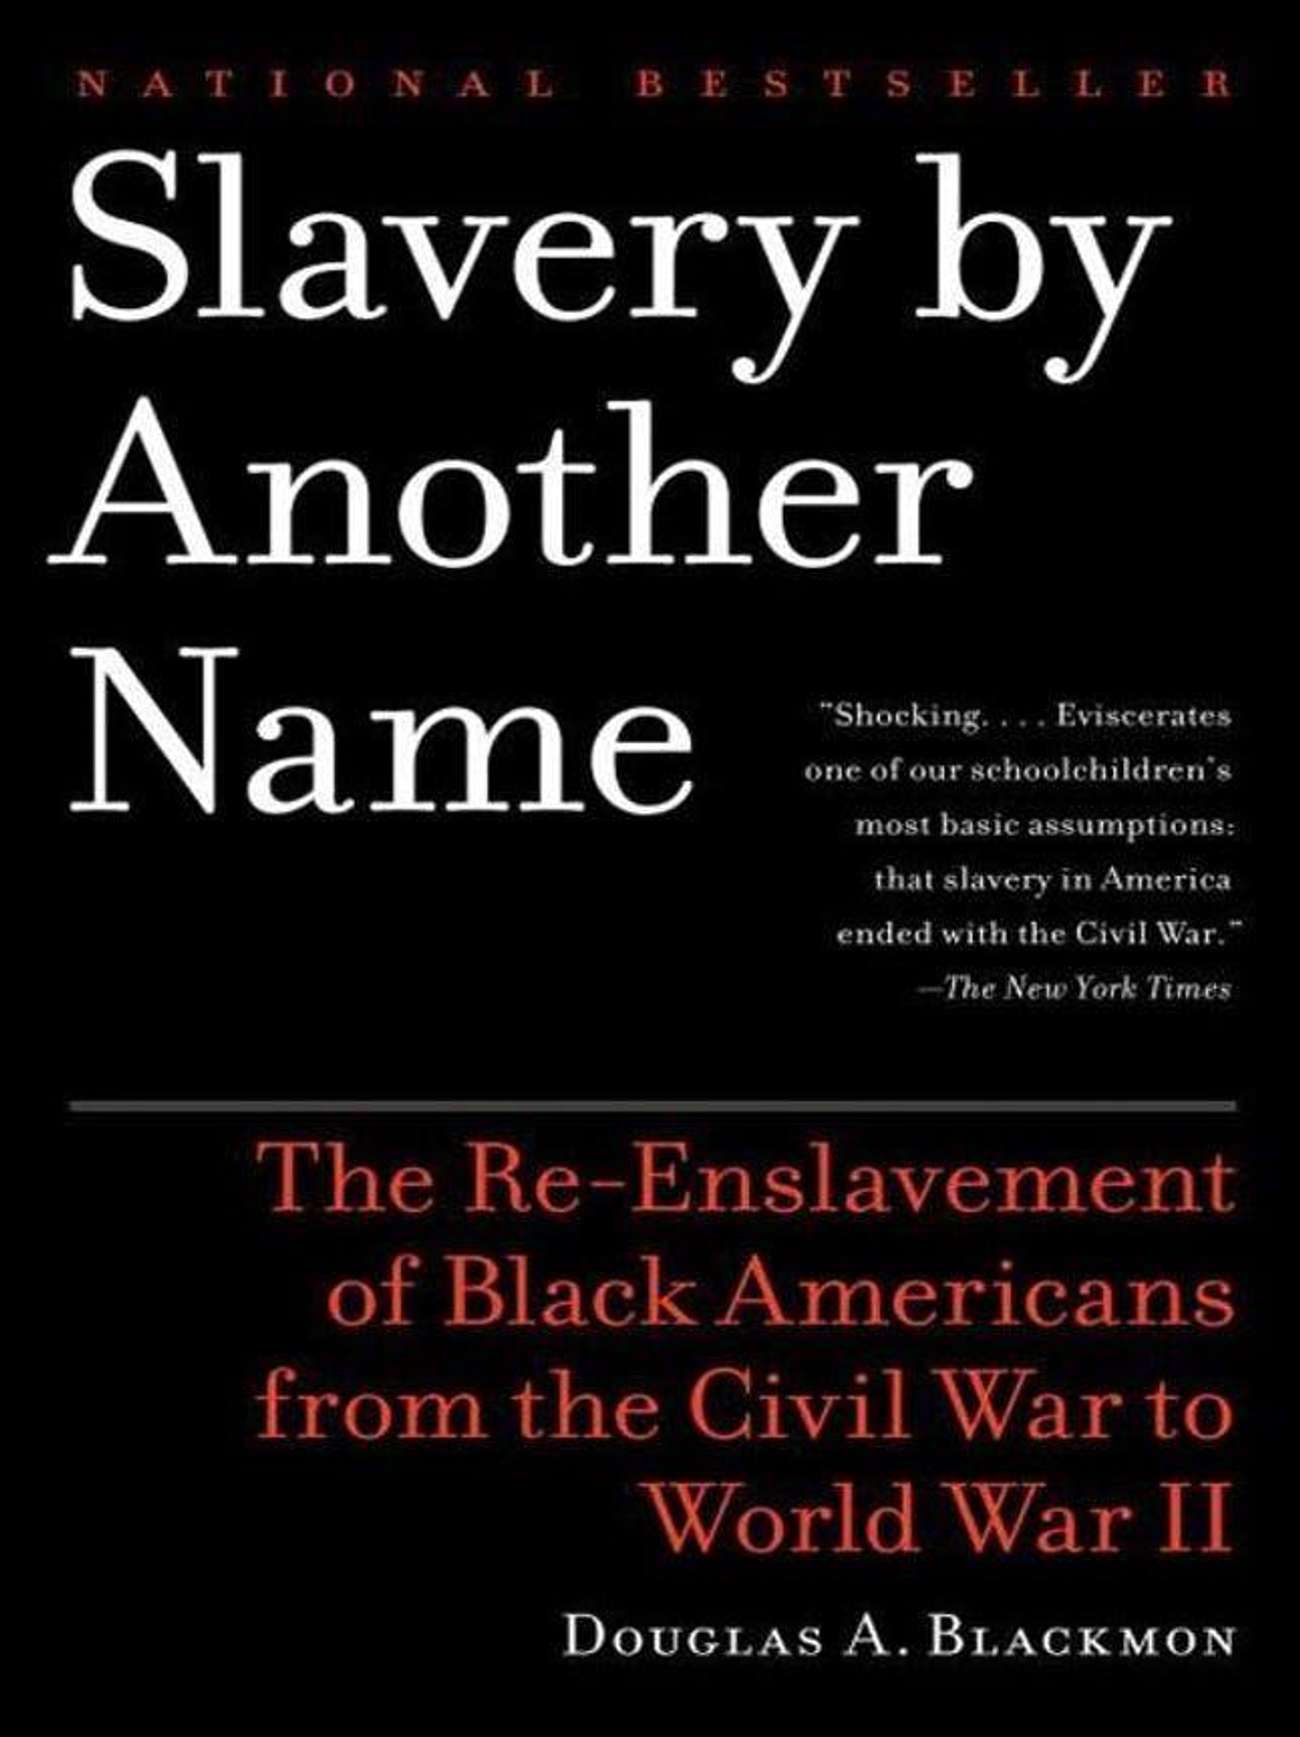 NATIONAL BESTSELLER
Slavery by
Another
Name
"Shocking. . . . Eviscerates
one of our schoolchildren's
most basic assumptions:
that slavery in America
ended with the Civil War."
—The New York Times
The Re-Enslavement
of Black Americans
from the Civil War to
World War II
DOUGLAS A. BLACKMON